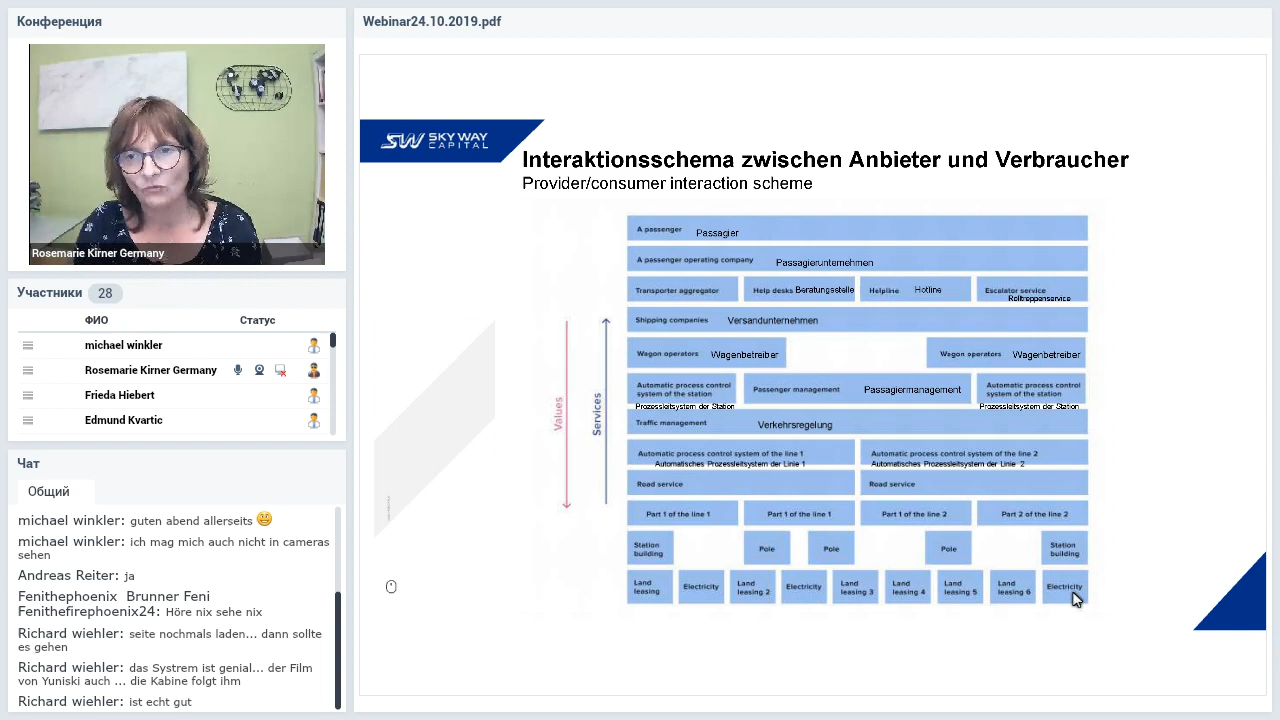 Конференция
Rosemarie Kirner Germany
Участники 28
ФИО Статус
michael winkler
Rosemarie Kirner Germany
Frieda Hiebert
Edmund Kvartic
Чат
Общий
michael winkler: guten abend allerseits
michael winkler: ich mag mich auch nicht in cameras
sehen
Andreas Reiter: ja
Fenithephoenix Brunner Feni
Fenithefirephoenix24: Höre nix sehe nix
Richard wiehler: seite nochmals laden... dann sollte
es gehen
Richard wiehler: das Systrem ist genial... der Film
von Yuniski auch ... die Kabine folgt ihm
Richard wiehler: ist echt gut
Webinar24.10.2019.pdf
SW SKY WAY
CAPITAL
Interaktionsschema zwischen Anbieter und Verbraucher
Provider/consumer interaction scheme
Values
Services
A passenger Passagier
A passenger operating company Passagierunternehmen
Transporter aggregator
Help desks Beratungsstelle
Helpline Hotline
Escalator service
Rolltreppenservice
Shipping companies Versandunternehmen
Wagon operators Wagenbetreiber
Wagon operators Wagenbetreiber
Automatic process control
system of the station
Prozessleitsystem der Station
Passenger management Passagiermanagement
Automatic process control
system of the station
Prozessleitsystem der Station
Traffic management Verkehrsregelung
Automatic process control system of the line 1
Automatisches Prozessleitsystem der Linie 1
Automatic process control system of the line 2
Automatisches Prozessleitsystem der Linie 2
Road service
Road service
Part 1 of the line 1
Part 1 of the line 1
Part 1 of the line 2
Part 2 of the line 2
Station
building
Pole
Pole
Pole
Station
building
Land
leasing
Electricity
Land
leasing 2
Electricity
Land
leasing 3
Land
leasing 4
Land
leasing 5
Land
leasing 6
Electricity